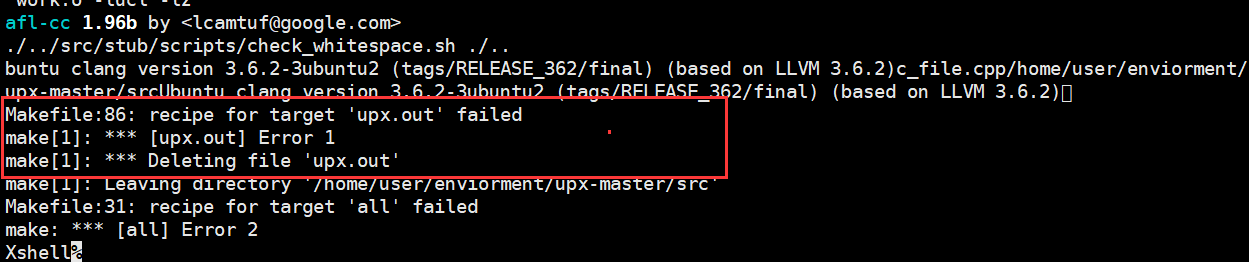 work.o -lucl -lz
afl-cc 1.96b by <lcamtuf@google.com>
./../src/stub/scripts/check_whitespace.sh ./..
buntu clang version 3.6.2-3ubuntu2 (tags/RELEASE_362/final) (based on LLVM 3.6.2)c_file.cpp/home/user/enviorment/
upx-master/srcUbuntu clang version 3.6.2-3ubuntu2 (tags/RELEASE_362/final) (based on LLVM 3.6.2)
Makefile:86: recipe for target 'upx.out' failed
make[1]: *** [upx.out] Error 1
make[1]: *** Deleting file 'upx.out'
make[1]: Leaving directory '/home/user/enviorment/upx-master/src'
Makefile:31: recipe for target 'all' failed
make: *** [all] Error 2
Xshell%